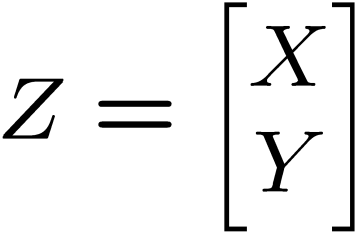 Z = [X
Y]